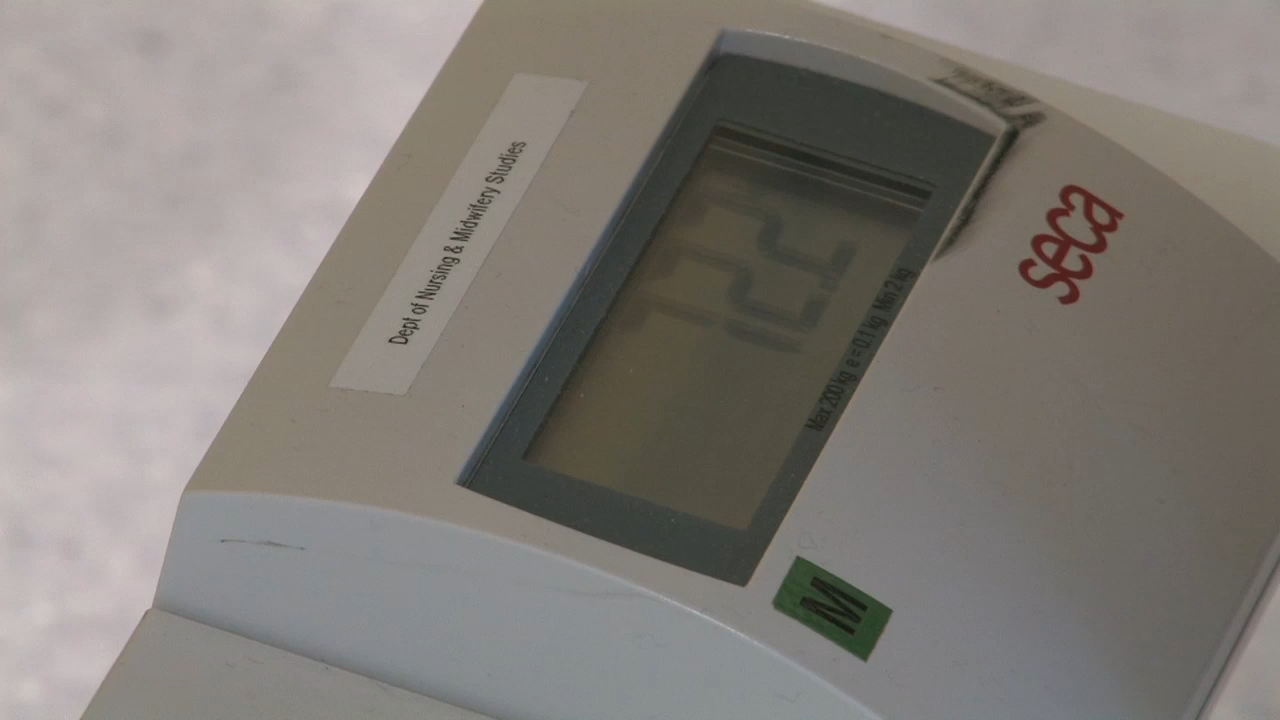 Dept of Nursing & Midwifery Studies
seca
Max 200 kg e = 0.1 kg Min 2 kg
M